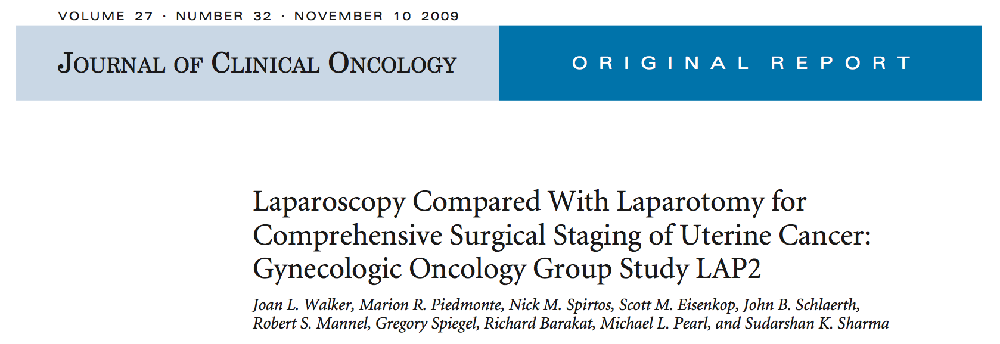 VOLUME 27 · NUMBER 32 · NOVEMBER 10 2009
JOURNAL OF CLINICAL ONCOLOGY
ORIGINAL REPORT
Laparoscopy Compared With Laparotomy for
Comprehensive Surgical Staging of Uterine Cancer:
Gynecologic Oncology Group Study LAP2
Joan L. Walker, Marion R. Piedmonte, Nick M. Spirtos, Scott M. Eisenkop, John B. Schlaerth,
Robert S. Mannel, Gregory Spiegel, Richard Barakat, Michael L. Pearl, and Sudarshan K. Sharma